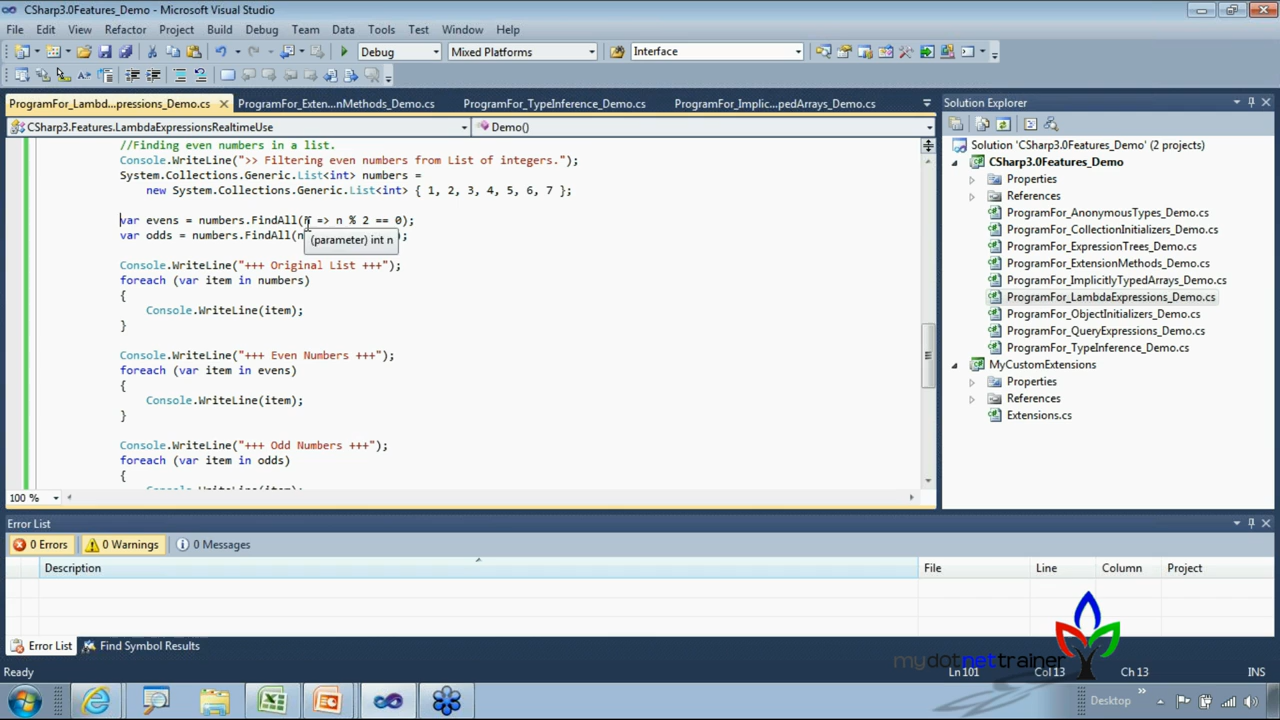 CSharp3.0Features_Demo - Microsoft Visual Studio
File Edit View Refactor Project Build Debug Team Data Tools Test Window Help
Debug Mixed Platforms Interface
ProgramFor_Lambd...pressions_Demo.cs ProgramFor_Exten...nMethods_Demo.cs ProgramFor_TypeInference_Demo.cs ProgramFor_Implic...pedArrays_Demo.cs
CSharp3.Features.LambdaExpressionsRealtimeUse Demo()
//Finding even numbers in a list.
Console.WriteLine(">> Filtering even numbers from List of integers.");
System.Collections.Generic.List<int> numbers =
new System.Collections.Generic.List<int> { 1, 2, 3, 4, 5, 6, 7 };
var evens = numbers.FindAll(n => n % 2 == 0);
var odds = numbers.FindAll(n );
(parameter) int n
Console.WriteLine("+++ Original List +++");
foreach (var item in numbers)
{
Console.WriteLine(item);
}
Console.WriteLine("+++ Even Numbers +++");
foreach (var item in evens)
{
Console.WriteLine(item);
}
Console.WriteLine("+++ Odd Numbers +++");
foreach (var item in odds)
{
Console.WriteLine(item);
100 %
Solution Explorer
Solution 'CSharp3.0Features_Demo' (2 projects)
CSharp3.0Features_Demo
Properties
References
ProgramFor_AnonymousTypes_Demo.cs
ProgramFor_CollectionInitializers_Demo.cs
ProgramFor_ExpressionTrees_Demo.cs
ProgramFor_ExtensionMethods_Demo.cs
ProgramFor_ImplicitlyTypedArrays_Demo.cs
ProgramFor_LambdaExpressions_Demo.cs
ProgramFor_ObjectInitializers_Demo.cs
ProgramFor_QueryExpressions_Demo.cs
ProgramFor_TypeInference_Demo.cs
MyCustomExtensions
Properties
References
Extensions.cs
Error List
0 Errors 0 Warnings 0 Messages
Description File Line Column Project
Error List Find Symbol Results
mydotnettrainer
Ready Ln 101 Col 13 Ch 13 INS
Desktop